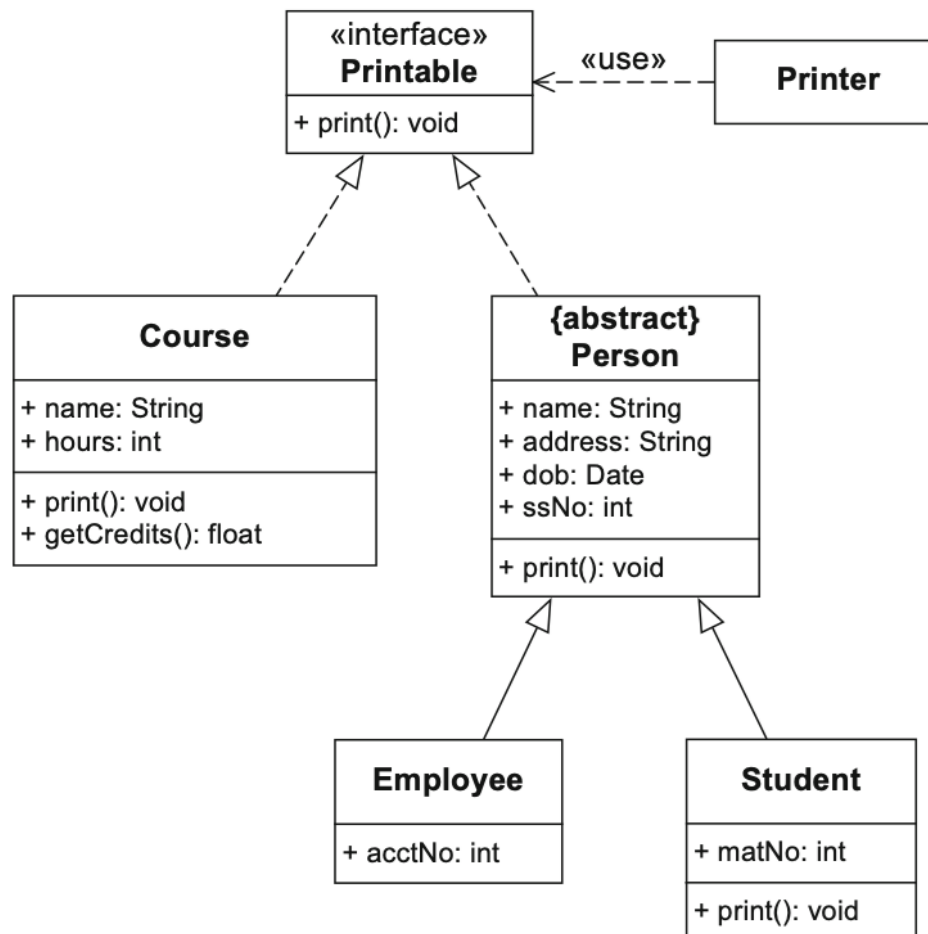 «interface»
Printable
+ print(): void
«use»
Printer
Course
+ name: String
+ hours: int
+ print(): void
+ getCredits(): float
{abstract}
Person
+ name: String
+ address: String
+ dob: Date
+ ssNo: int
+ print(): void
Employee
+ acctNo: int
Student
+ matNo: int
+ print(): void